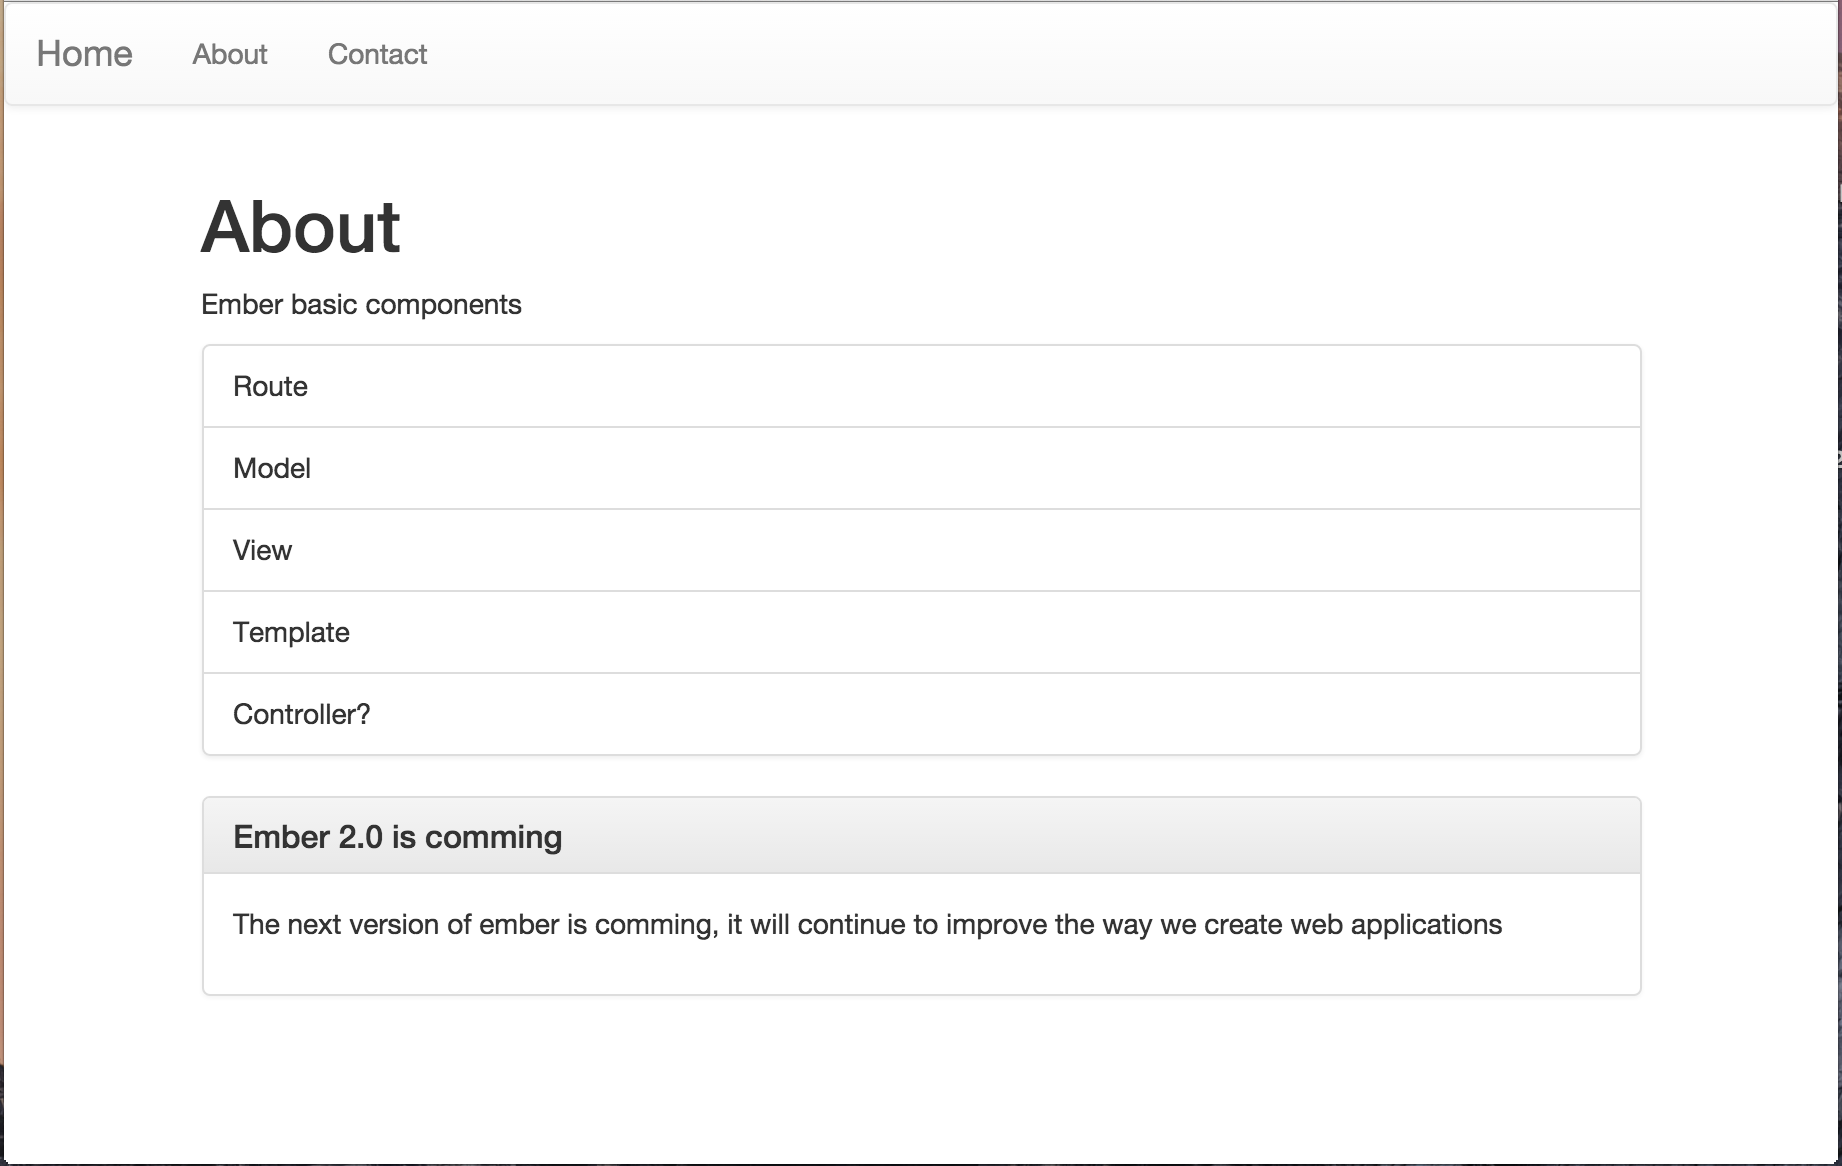 Home About Contact
About
Ember basic components
Route
Model
View
Template
Controller?
Ember 2.0 is comming
The next version of ember is comming, it will continue to improve the way we create web applications